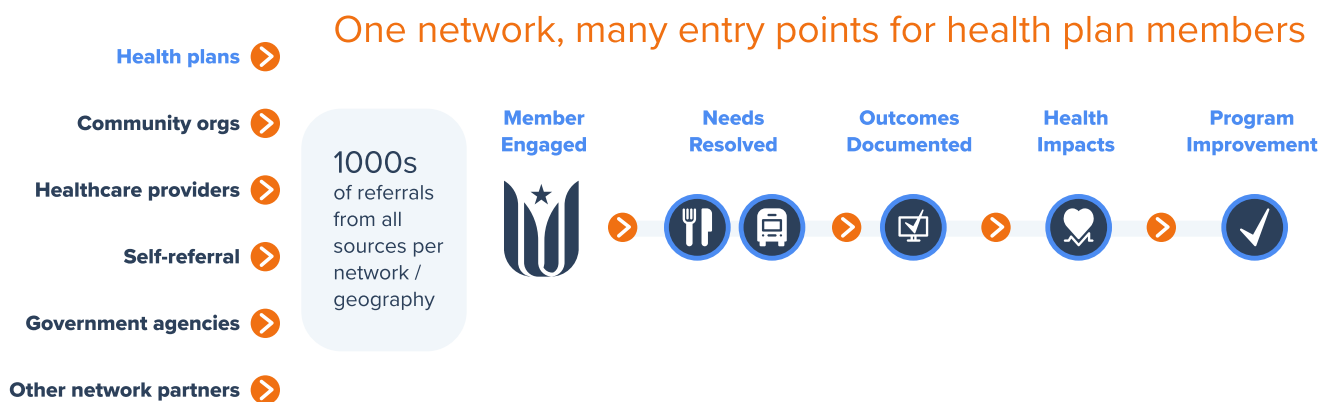 One network, many entry points for health plan members
Health plans
Community orgs
Healthcare providers
Self-referral
Government agencies
Other network partners
1000s
of referrals
from all
sources per
network /
geography
Member
Engaged
Needs
Resolved
Outcomes
Documented
Health
Impacts
Program
Improvement